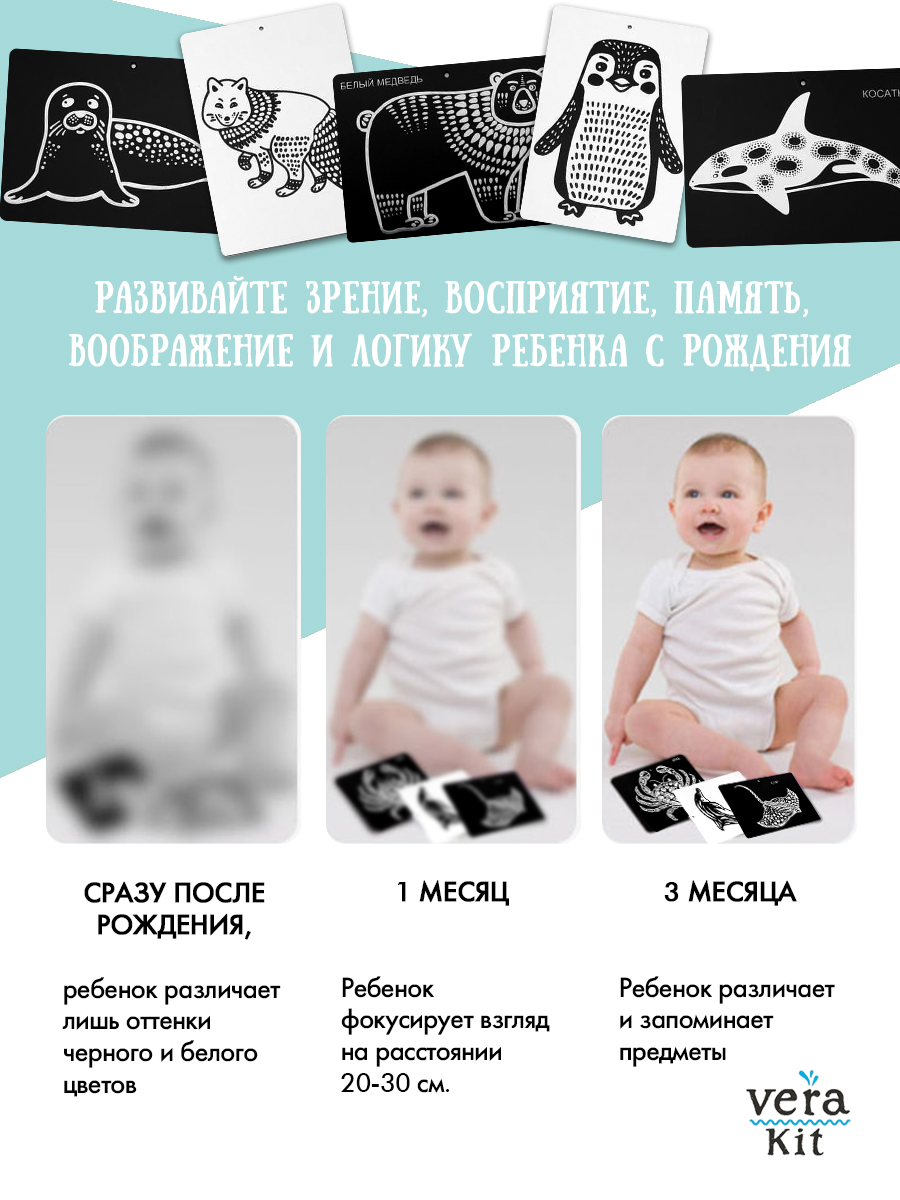 БЕЛЫЙ МЕДВЕДЬ
РАЗВИВАЙТЕ ЗРЕНИЕ, ВОСПРИЯТИЕ, ПАМЯТЬ,
ВООБРАЖЕНИЕ И ЛОГИКУ РЕБЕНКА С РОЖДЕНИЯ
СРАЗУ ПОСЛЕ
РОЖДЕНИЯ,
ребенок различает
лишь оттенки
черного и белого
цветов
1 МЕСЯЦ
Ребенок
фокусирует взгляд
на расстоянии
20-30 см.
3 МЕСЯЦА
Ребенок различает
и запоминает
предметы
vera
Kit